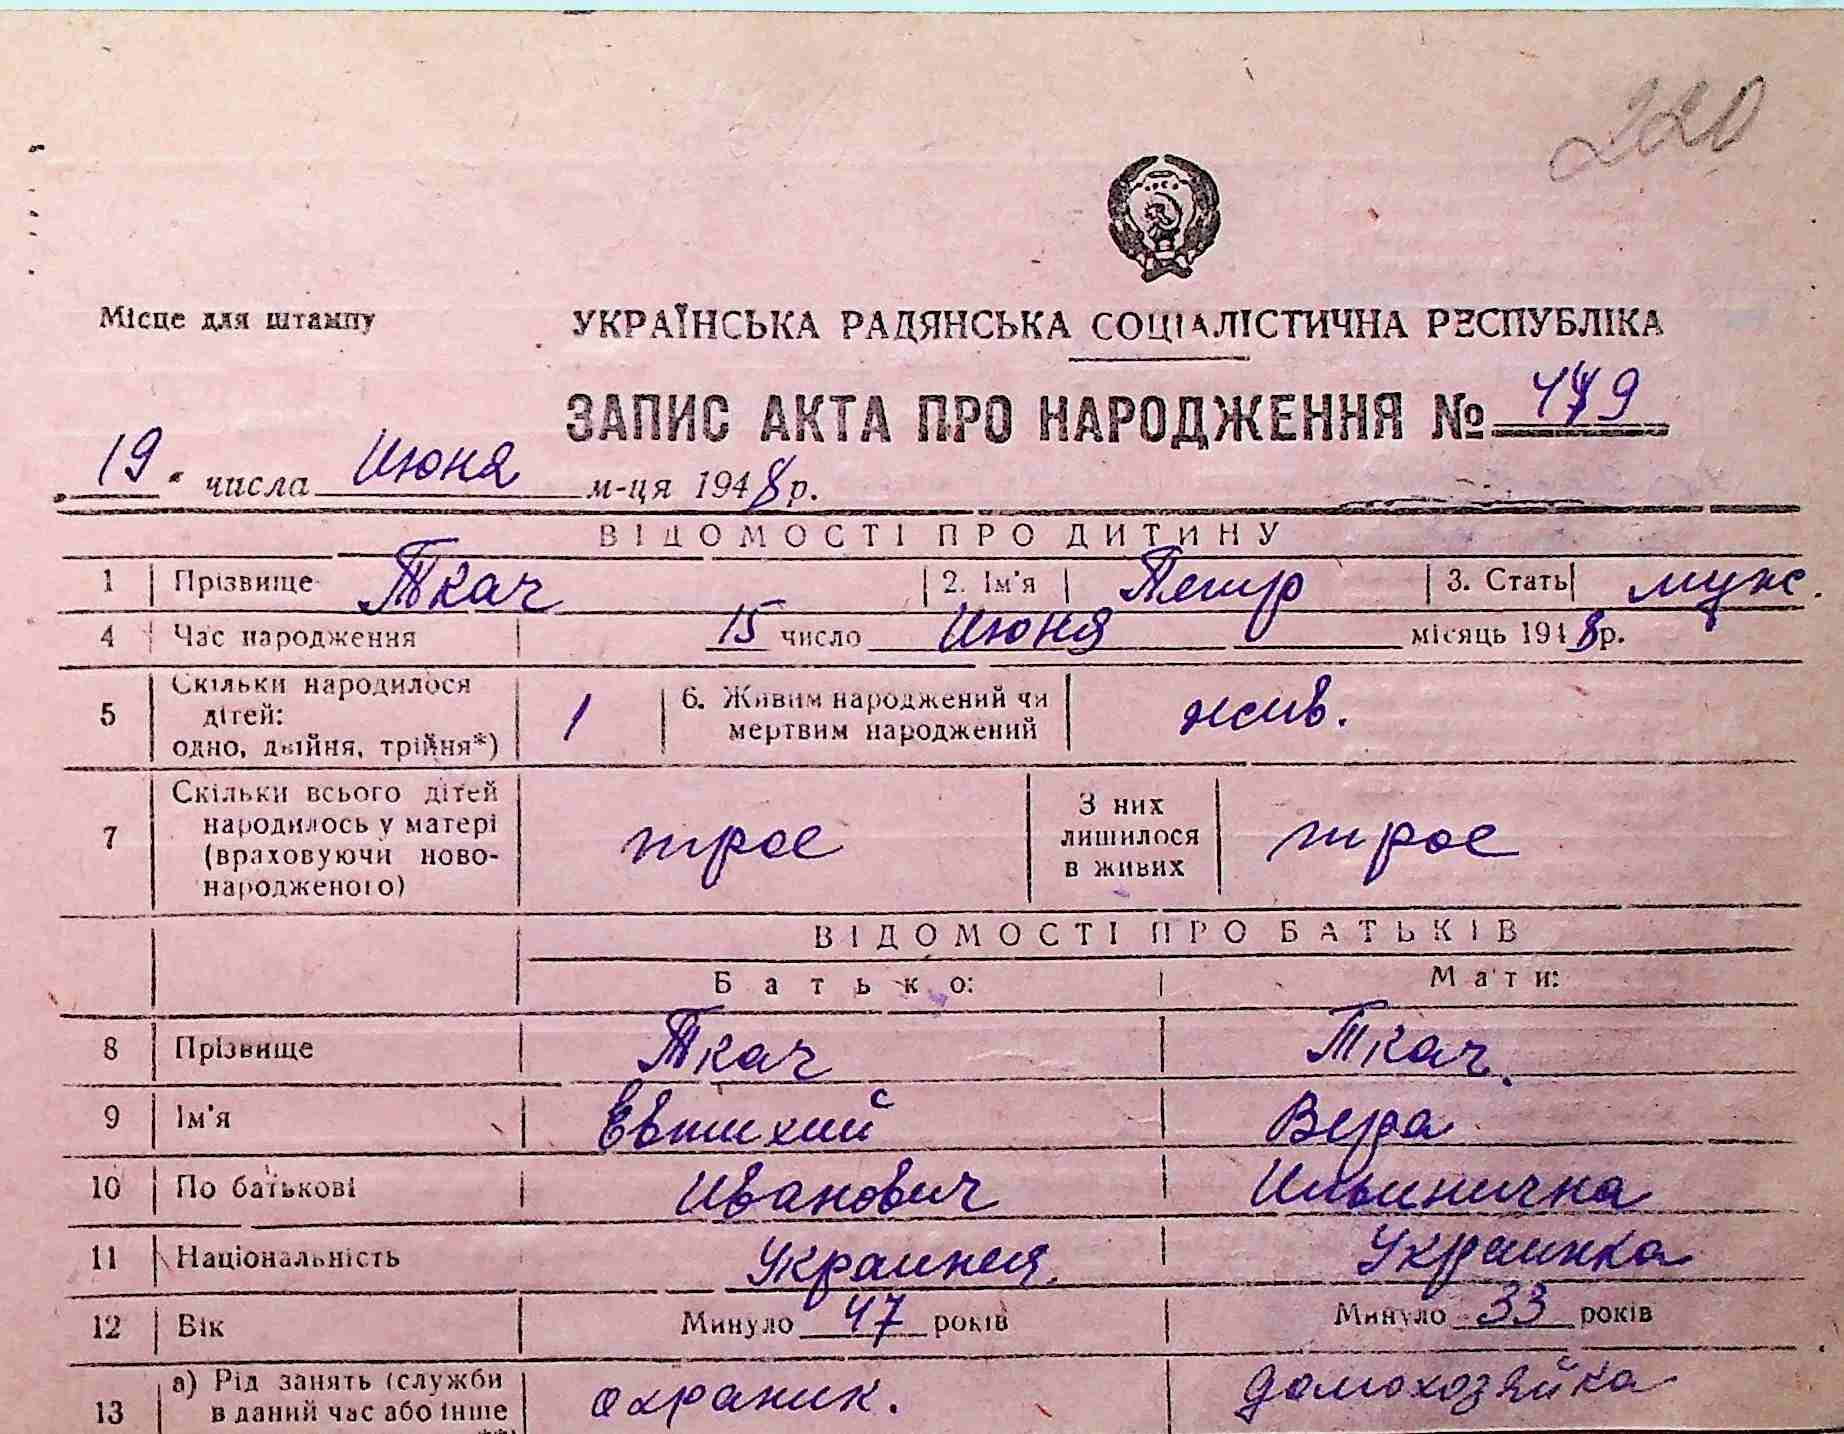 220
Місце для штампу
УКРАЇНСЬКА РАДЯНСЬКА СОЦІАЛІСТИЧНА РЕСПУБЛІКА
ЗАПИС АКТА ПРО НАРОДЖЕННЯ № 479
„19“ числа Июня м-ця 1948 р.
ВІДОМОСТІ ПРО ДИТИНУ
1 Прізвище Ткач 2. Ім'я Петр 3. Стать муж.
4 Час народження 15 число Июня місяць 1948 р.
5 Скільки народилося дітей: одно, двійня, трійня*) 1 6. Живим народжений чи мертвим народжений жив.
7 Скільки всього дітей народилось у матері (враховуючи ново-народженого) трое З них лишилося в живих трое
ВІДОМОСТІ ПРО БАТЬКІВ
Батько: Мати:
8 Прізвище Ткач Ткач.
9 Ім'я Евтихий Вера
10 По батькові Иванович Ильинична
11 Національність Украинец Украинка
12 Вік Минуло 47 років Минуло 33 років
13 а) Рід занять (служби в даний час або інше охраник. домохозяйка